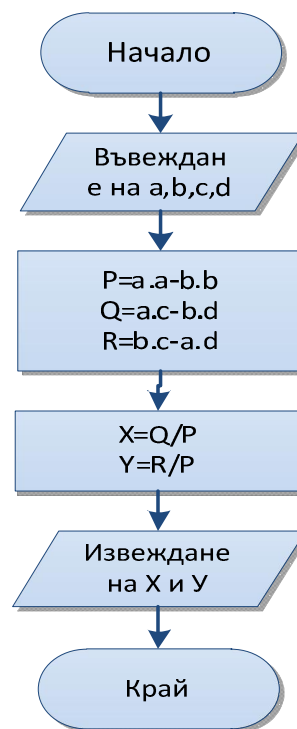 Начало
Въвеждан
е на a,b,c,d
P=a.a-b.b
Q=a.c-b.d
R=b.c-a.d
X=Q/P
Y=R/P
Извеждане
на X и У
Край